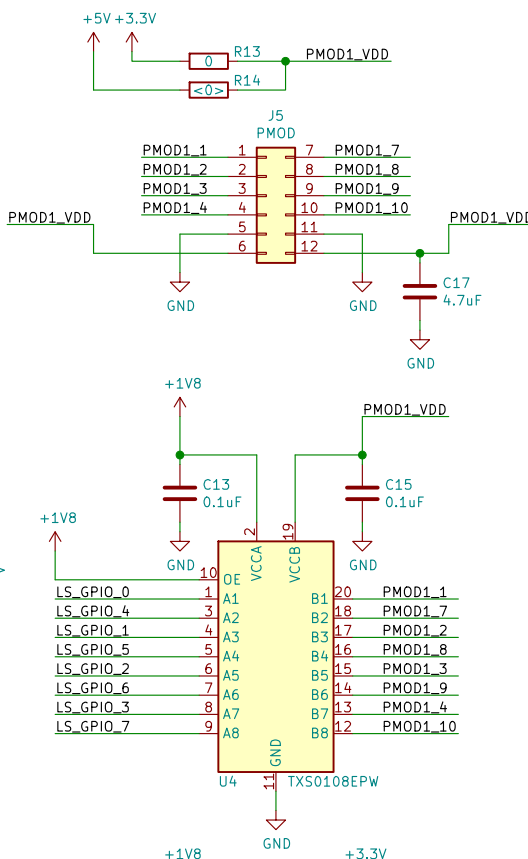 +5V +3.3V
R13
0
PMOD1_VDD
R14
<0>
J5
PMOD
PMOD1_1 1 7 PMOD1_7
PMOD1_2 2 8 PMOD1_8
PMOD1_3 3 9 PMOD1_9
PMOD1_4 4 10 PMOD1_10
PMOD1_VDD 5 11 PMOD1_VDD
6 12
C17
4.7uF
GND GND
GND
+1V8
PMOD1_VDD
C13 C15
0.1uF 0.1uF
+1V8
2 19
GND VCCA VCCB GND
10 OE
LS_GPIO_0 1 A1 B1 20 PMOD1_1
LS_GPIO_4 3 A2 B2 18 PMOD1_7
LS_GPIO_1 4 A3 B3 17 PMOD1_2
LS_GPIO_5 5 A4 B4 16 PMOD1_8
LS_GPIO_2 6 A5 B5 15 PMOD1_3
LS_GPIO_6 7 A6 B6 14 PMOD1_9
LS_GPIO_3 8 A7 B7 13 PMOD1_4
LS_GPIO_7 9 A8 B8 12 PMOD1_10
GND
U4 11 TXS0108EPW
GND
+1V8 +3.3V